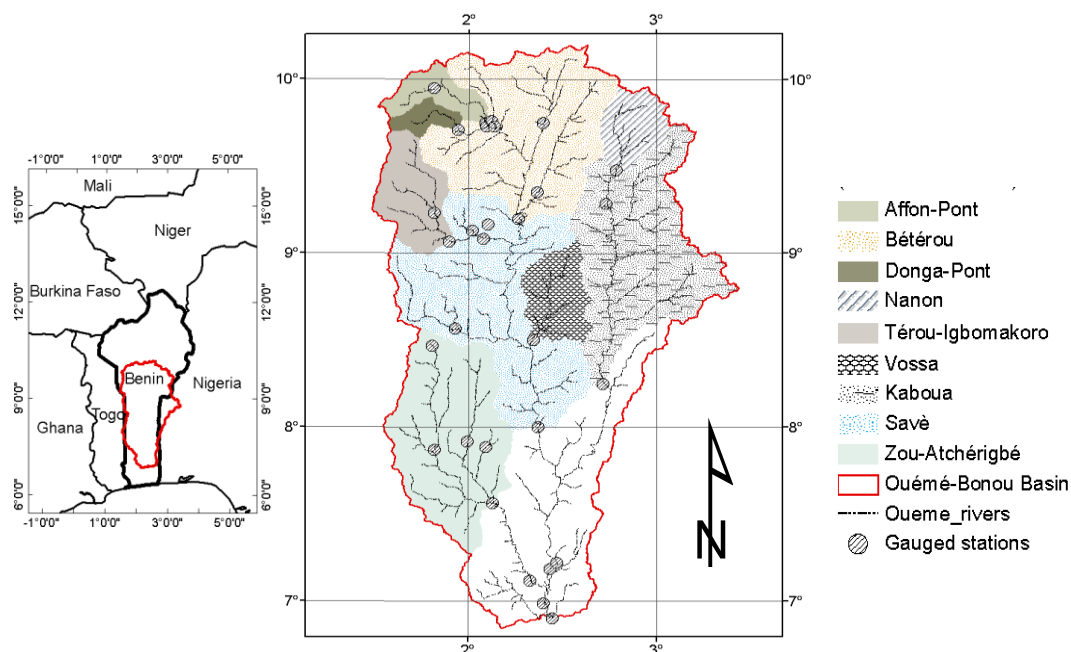 -1°0'0" 1°0'0" 3°0'0" 5°0'0"
Mali
Niger
Burkina Faso
Benin
Nigeria
Togo
Ghana
15°0'0"
12°0'0"
9°0'0"
6°0'0"
15°0'0"
12°0'0"
9°0'0"
6°0'0"
-1°0'0" 1°0'0" 3°0'0" 5°0'0"
2° 3°
10° 10°
9° 9°
8° 8°
7° 7°
2° 3°
N
Affon-Pont
Bétérou
Donga-Pont
Nanon
Térou-Igbomakoro
Vossa
Kaboua
Savè
Zou-Atchérigbé
Ouémé-Bonou Basin
Oueme_rivers
Gauged stations